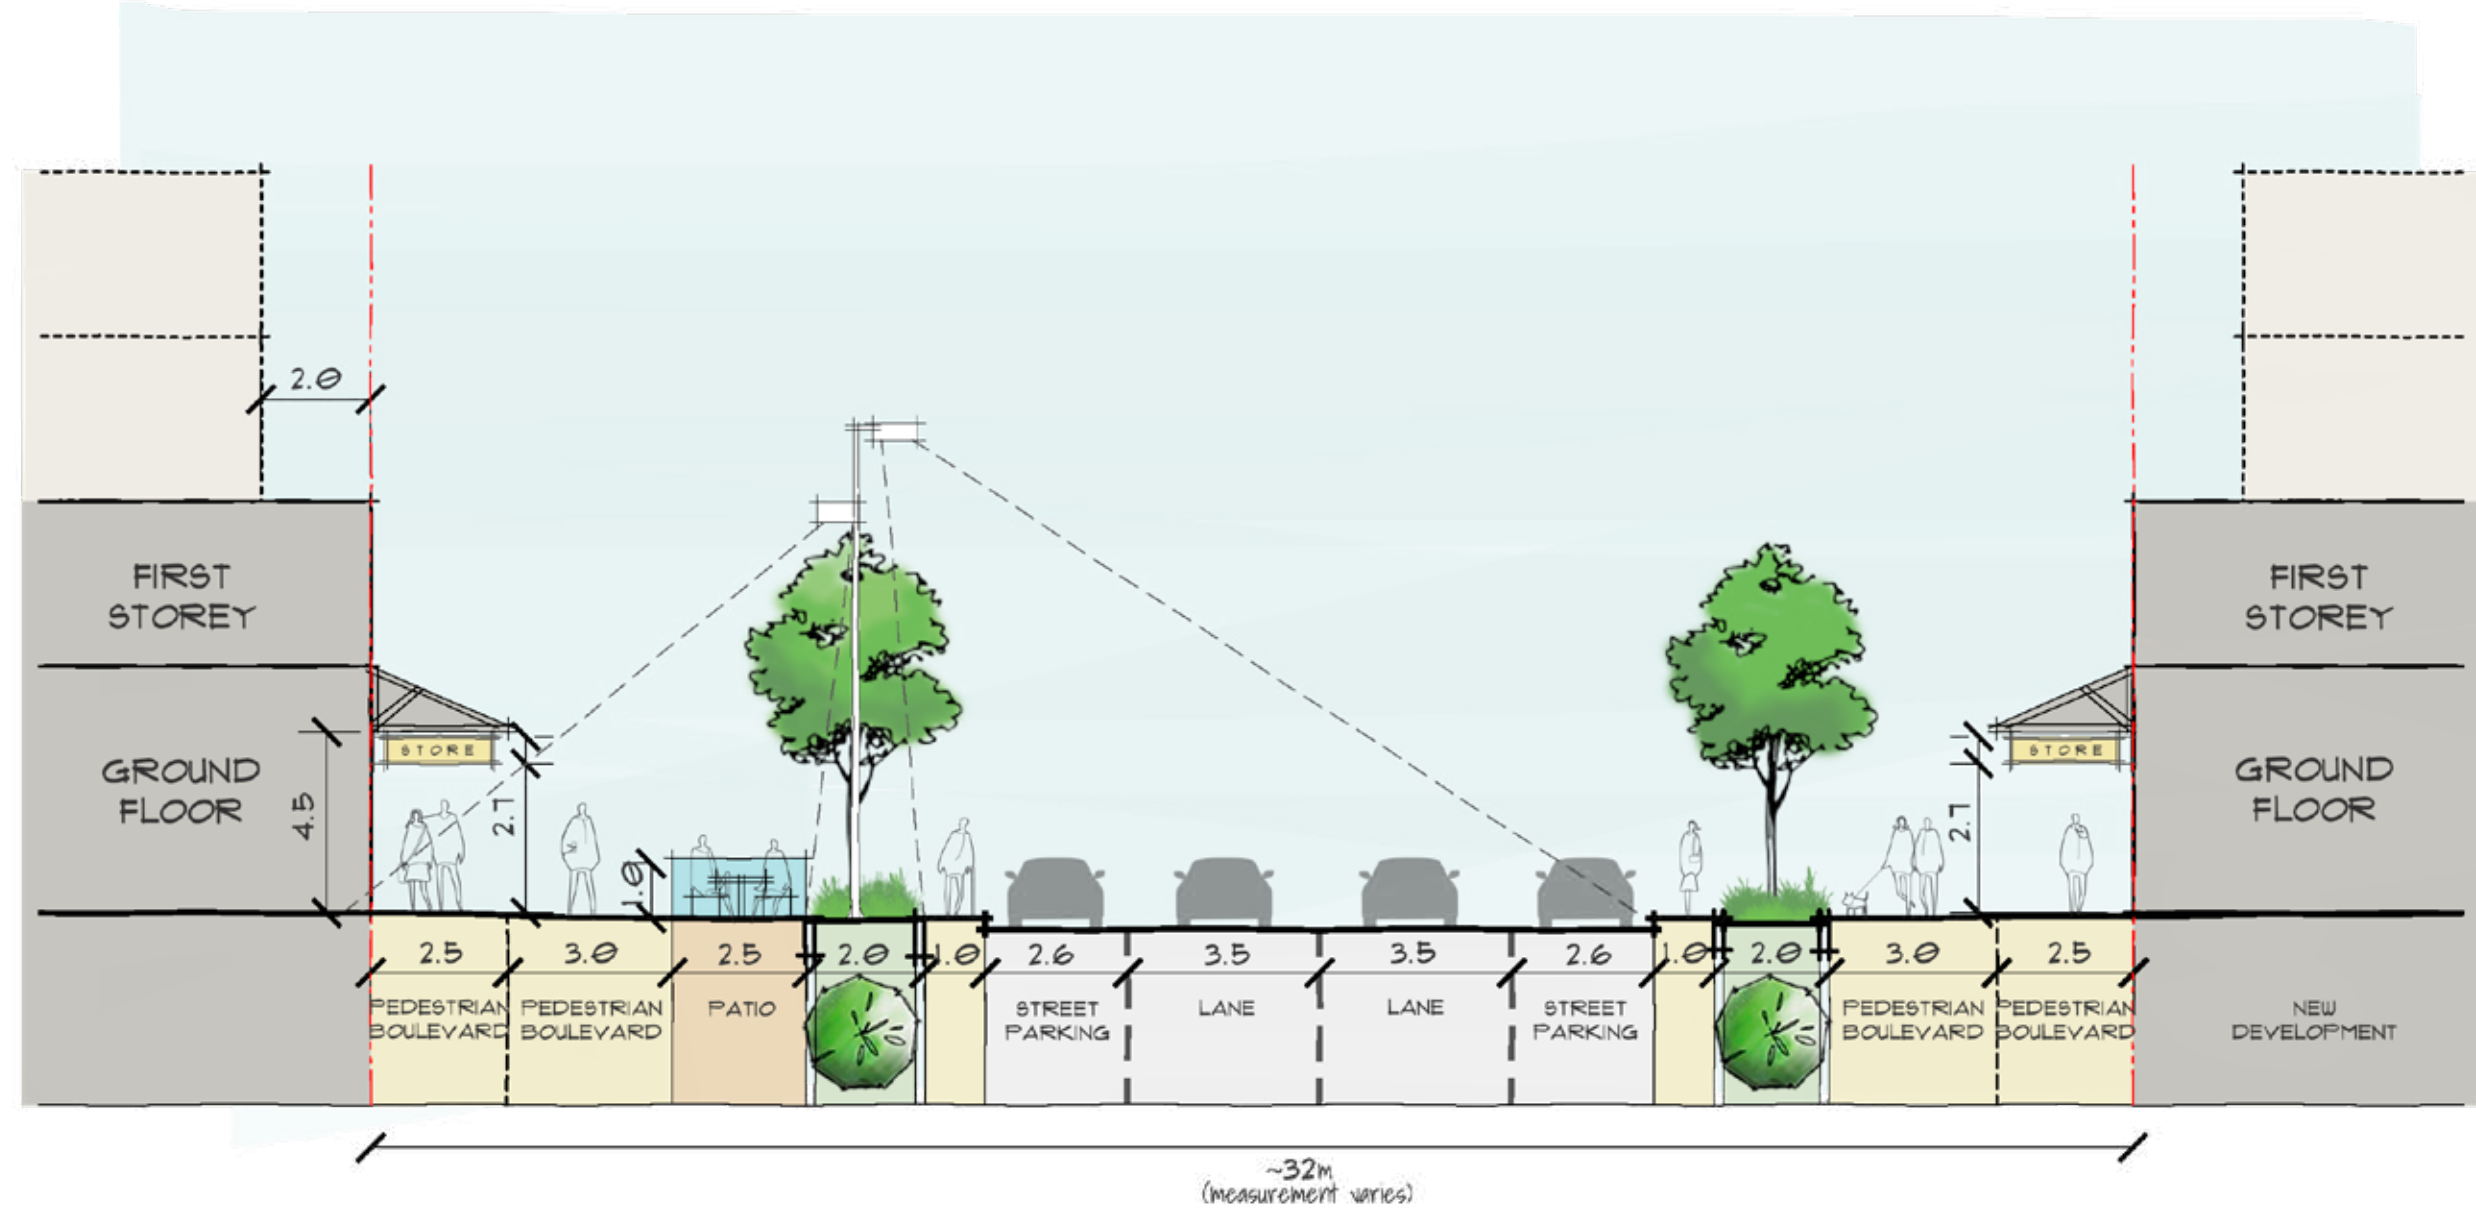 2.0
FIRST
STOREY
FIRST
STOREY
STORE
STORE
GROUND
FLOOR
GROUND
FLOOR
4.5
2.7
1.0
2.7
2.5
3.0
2.5
2.0
1.0
2.6
3.5
3.5
2.6
1.0
2.0
3.0
2.5
PEDESTRIAN
BOULEVARD
PEDESTRIAN
BOULEVARD
PATIO
STREET
PARKING
LANE
LANE
STREET
PARKING
PEDESTRIAN
BOULEVARD
PEDESTRIAN
BOULEVARD
NEW
DEVELOPMENT
~32m
(measurement varies)